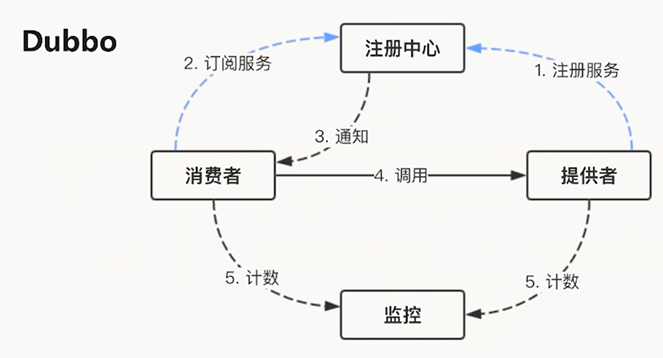 Dubbo
注册中心
2. 订阅服务
1. 注册服务
3. 通知
消费者
4. 调用
提供者
5. 计数
5. 计数
监控